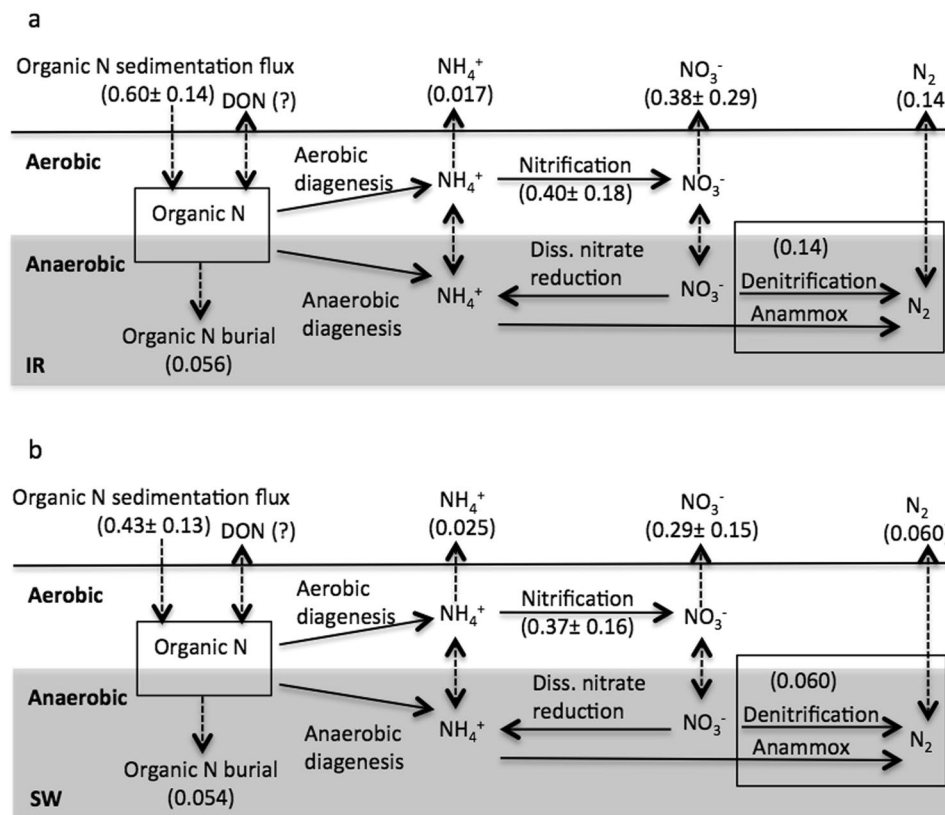 a
Organic N sedimentation flux
(0.60± 0.14)
DON (?)
NH₄⁺
(0.017)
NO₃⁻
(0.38± 0.29)
N₂
(0.14
Aerobic
Aerobic
diagenesis
NH₄⁺
Nitrification
(0.40± 0.18)
NO₃⁻
Organic N
Anaerobic
Anaerobic
diagenesis
NH₄⁺
Diss. nitrate
reduction
NO₃⁻
(0.14)
Denitrification
Anammox
N₂
Organic N burial
(0.056)
IR
b
Organic N sedimentation flux
(0.43± 0.13)
DON (?)
NH₄⁺
(0.025)
NO₃⁻
(0.29± 0.15)
N₂
(0.060
Aerobic
Aerobic
diagenesis
NH₄⁺
Nitrification
(0.37± 0.16)
NO₃⁻
Organic N
Anaerobic
Anaerobic
diagenesis
NH₄⁺
Diss. nitrate
reduction
NO₃⁻
(0.060)
Denitrification
Anammox
N₂
Organic N burial
(0.054)
SW